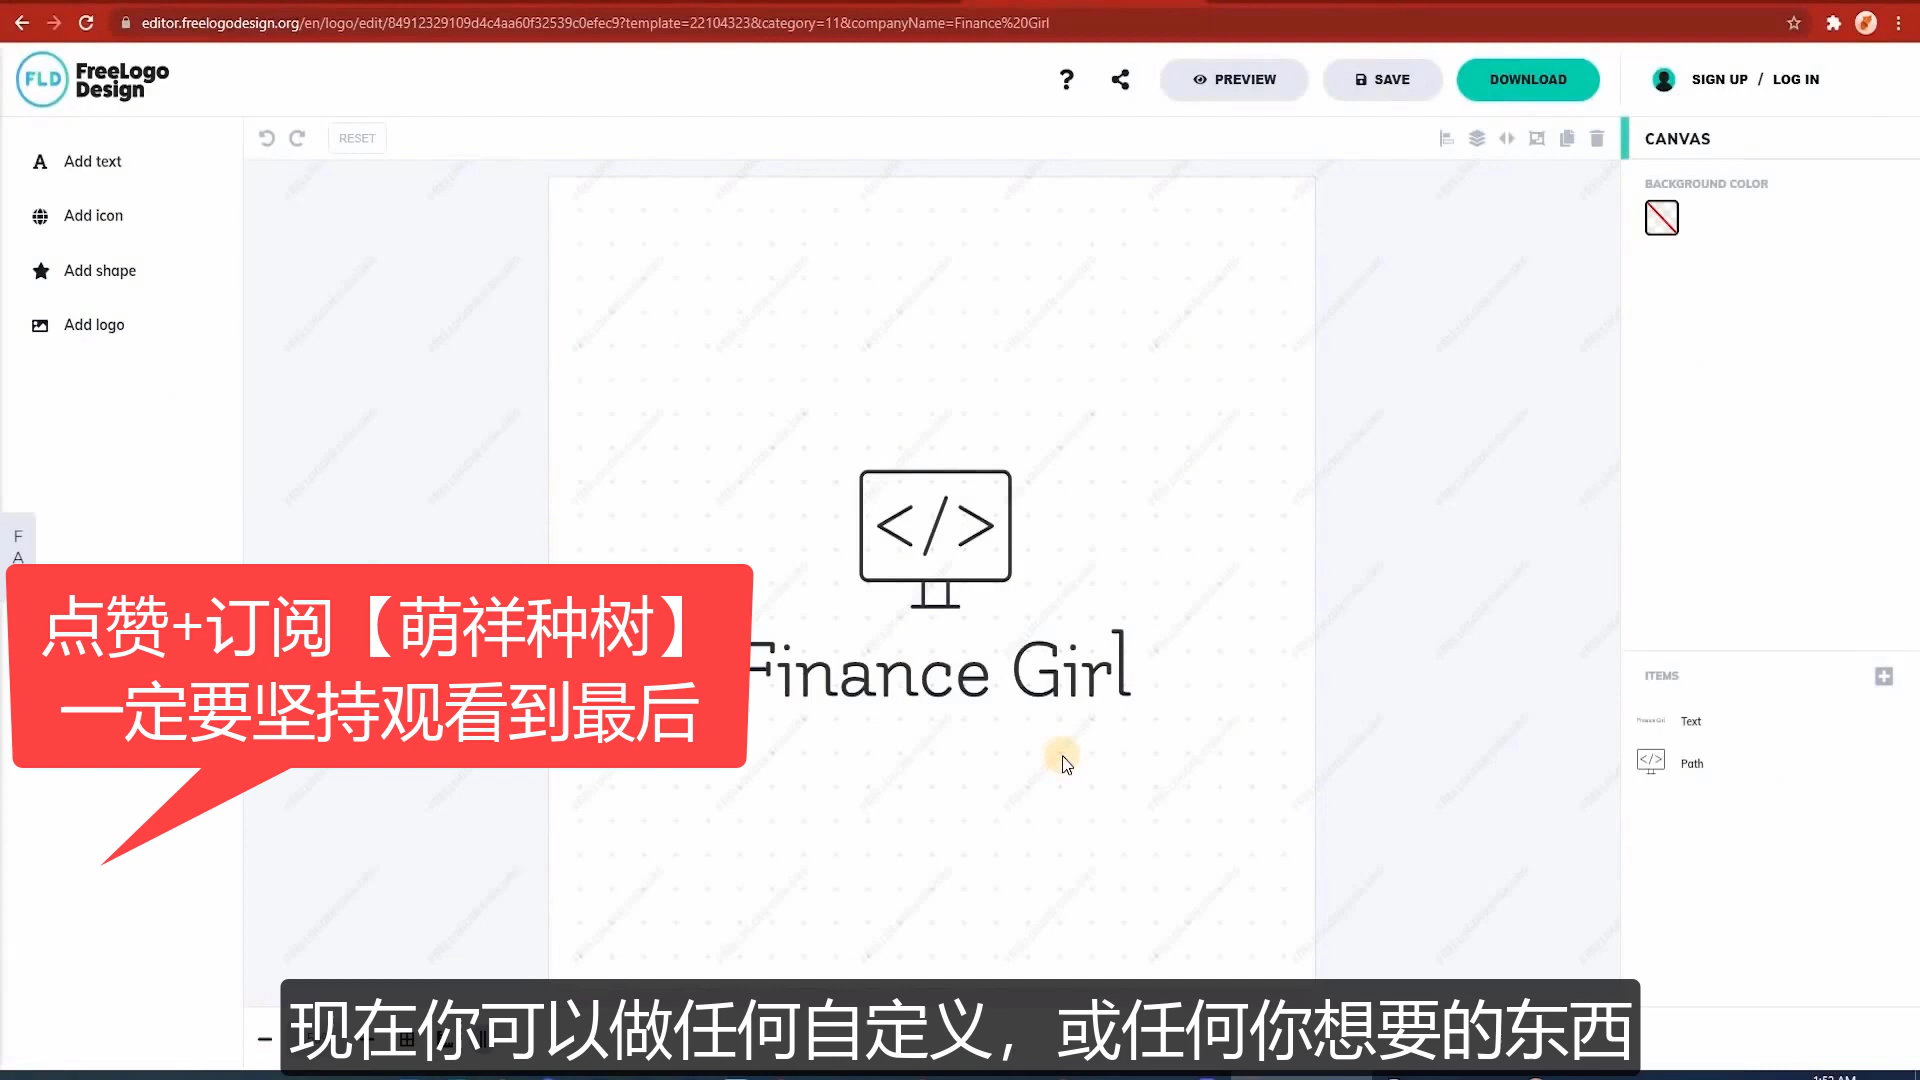 editor.freelogodesign.org/en/logo/edit/84912329109d4c4aa60f32539c0efec9?template=22104323&category=11&companyName=Finance%20Girl
FLD
FreeLogo
Design
?
PREVIEW
SAVE
DOWNLOAD
SIGN UP / LOG IN
RESET
CANVAS
Add text
BACKGROUND COLOR
Add icon
Add shape
Add logo
</>
F
A
点赞+订阅【萌祥种树】
一定要坚持观看到最后
Finance Girl
ITEMS
Finance Girl
Text
</>
Path
现在你可以做任何自定义，或任何你想要的东西